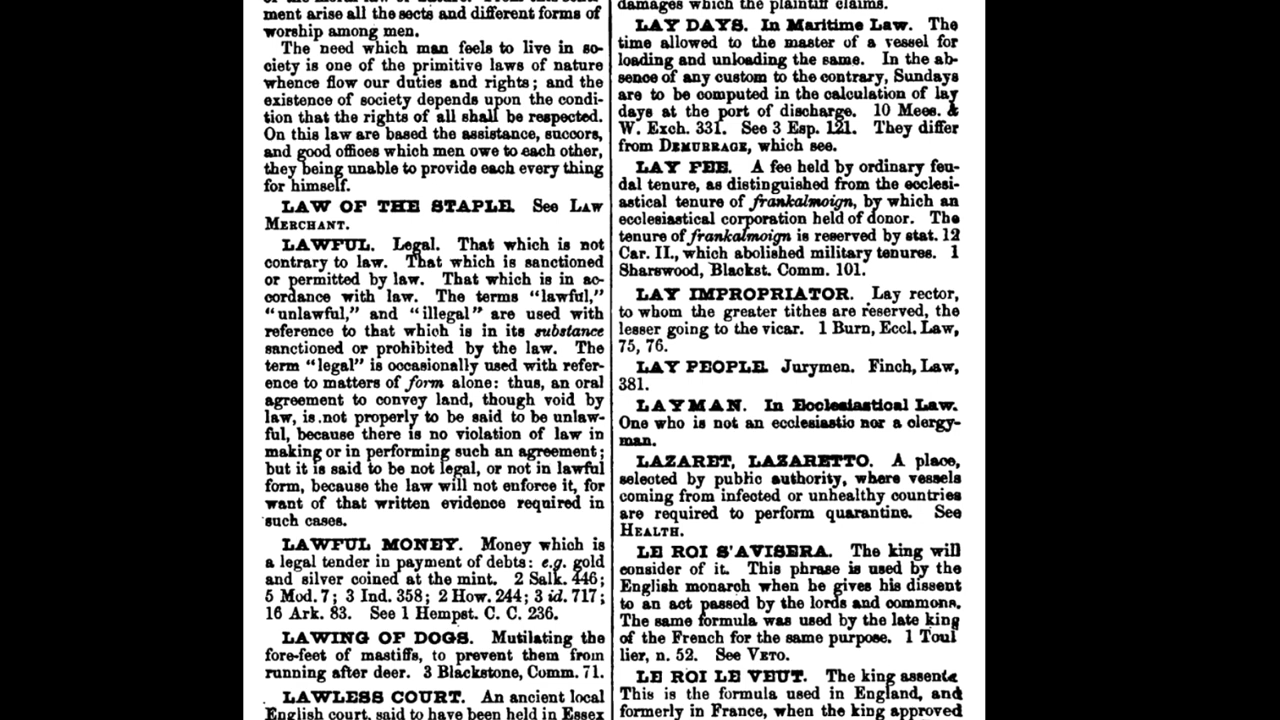 ment arise all the sects and different forms of
worship among men.
The need which man feels to live in so-
ciety is one of the primitive laws of nature
whence flow our duties and rights; and the
existence of society depends upon the condi-
tion that the rights of all shall be respected.
On this law are based the assistance, succors,
and good offices which men owe to each other,
they being unable to provide each every thing
for himself.
LAW OF THE STAPLE. See LAW
MERCHANT.
LAWFUL. Legal. That which is not
contrary to law. That which is sanctioned
or permitted by law. That which is in ac-
cordance with law. The terms "lawful,"
"unlawful," and "illegal" are used with
reference to that which is in its substance
sanctioned or prohibited by the law. The
term "legal" is occasionally used with refer-
ence to matters of form alone: thus, an oral
agreement to convey land, though void by
law, is not properly to be said to be unlaw-
ful, because there is no violation of law in
making or in performing such an agreement;
but it is said to be not legal, or not in lawful
form, because the law will not enforce it, for
want of that written evidence required in
such cases.
LAWFUL MONEY. Money which is
a legal tender in payment of debts: e.g. gold
and silver coined at the mint. 2 Salk. 446;
5 Mod. 7; 3 Ind. 358; 2 How. 244; 3 id. 717;
16 Ark. 83. See 1 Hempst. C. C. 236.
LAWING OF DOGS. Mutilating the
fore-feet of mastiffs, to prevent them from
running after deer. 3 Blackstone, Comm. 71.
LAWLESS COURT. An ancient local
English court, said to have been held in Essex
damages which the plaintiff claims.
LAY DAYS. In Maritime Law. The
time allowed to the master of a vessel for
loading and unloading the same. In the ab-
sence of any custom to the contrary, Sundays
are to be computed in the calculation of lay
days at the port of discharge. 10 Mees. &
W. Exch. 331. See 3 Esp. 121. They differ
from DEMURRAGE, which see.
LAY FEE. A fee held by ordinary feu-
dal tenure, as distinguished from the ecclesi-
astical tenure of frankalmoign, by which an
ecclesiastical corporation held of donor. The
tenure of frankalmoign is reserved by stat. 12
Car. II., which abolished military tenures. 1
Sharswood, Blackst. Comm. 101.
LAY IMPROPRIATOR. Lay rector,
to whom the greater tithes are reserved, the
lesser going to the vicar. 1 Burn, Eccl. Law,
75, 76.
LAY PEOPLE. Jurymen. Finch, Law,
381.
LAYMAN. In Ecclesiastical Law.
One who is not an ecclesiastic nor a clergy-
man.
LAZARET, LAZARETTO. A place,
selected by public authority, where vessels
coming from infected or unhealthy countries
are required to perform quarantine. See
HEALTH.
LE ROI S'AVISERA. The king will
consider of it. This phrase is used by the
English monarch when he gives his dissent
to an act passed by the lords and commons.
The same formula was used by the late king
of the French for the same purpose. 1 Toul
lier, n. 52. See VETO.
LE ROI LE VEUT. The king assents
This is the formula used in England, and
formerly in France, when the king approved